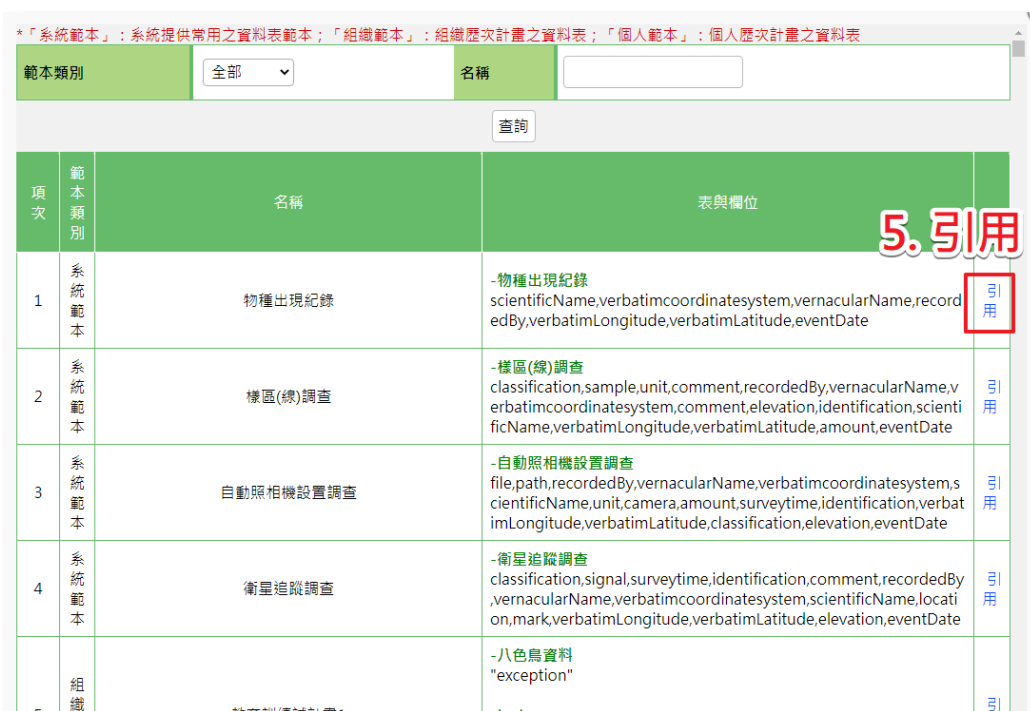 *「系統範本」：系統提供常用之資料表範本；「組織範本」：組織歷次計畫之資料表；「個人範本」：個人歷次計畫之資料表
範本類別 全部 名稱
查詢
項次 範本類別 名稱 表與欄位
5. 引用
1 系統範本 物種出現紀錄 -物種出現紀錄 引用
scientificName,verbatimcoordinatesystem,vernacularName,record
edBy,verbatimLongitude,verbatimLatitude,eventDate
2 系統範本 樣區(線)調查 -樣區(線)調查 引用
classification,sample,unit,comment,recordedBy,vernacularName,v
erbatimcoordinatesystem,comment,elevation,identification,scienti
ficName,verbatimLongitude,verbatimLatitude,amount,eventDate
3 系統範本 自動照相機設置調查 -自動照相機設置調查 引用
file,path,recordedBy,vernacularName,verbatimcoordinatesystem,s
cientificName,unit,camera,amount,surveytime,identification,verbat
imLongitude,verbatimLatitude,classification,elevation,eventDate
4 系統範本 衛星追蹤調查 -衛星追蹤調查 引用
classification,signal,surveytime,identification,comment,recordedBy
,vernacularName,verbatimcoordinatesystem,scientificName,locati
on,mark,verbatimLongitude,verbatimLatitude,elevation,eventDate
-八色鳥資料
"exception"
組織